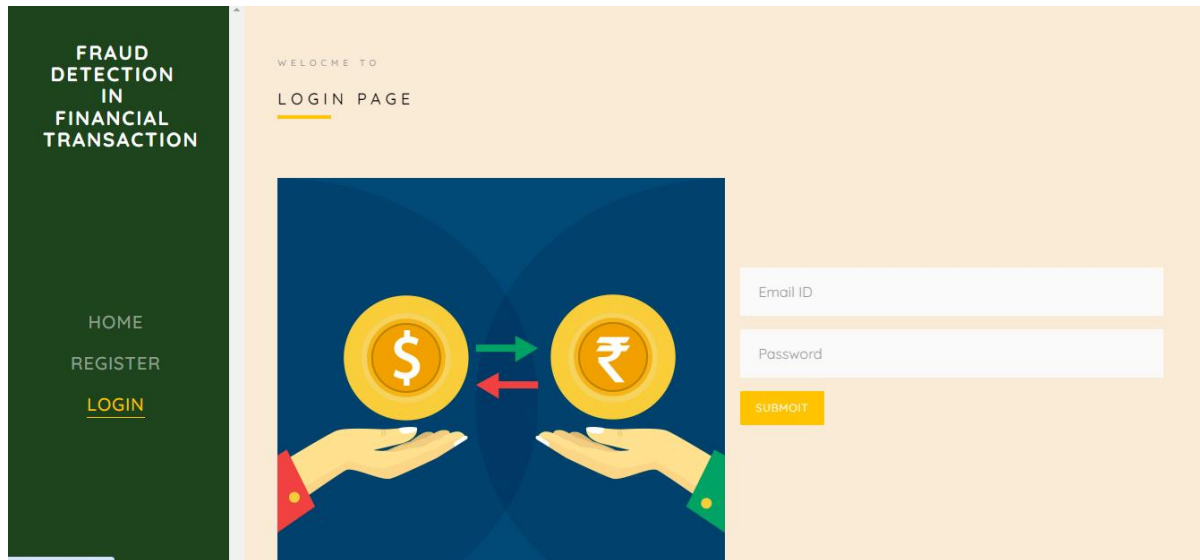 FRAUD
DETECTION
IN
FINANCIAL
TRANSACTION
HOME
REGISTER
LOGIN
WELOCME TO
LOGIN PAGE
$
₹
Email ID
Password
SUBMOIT